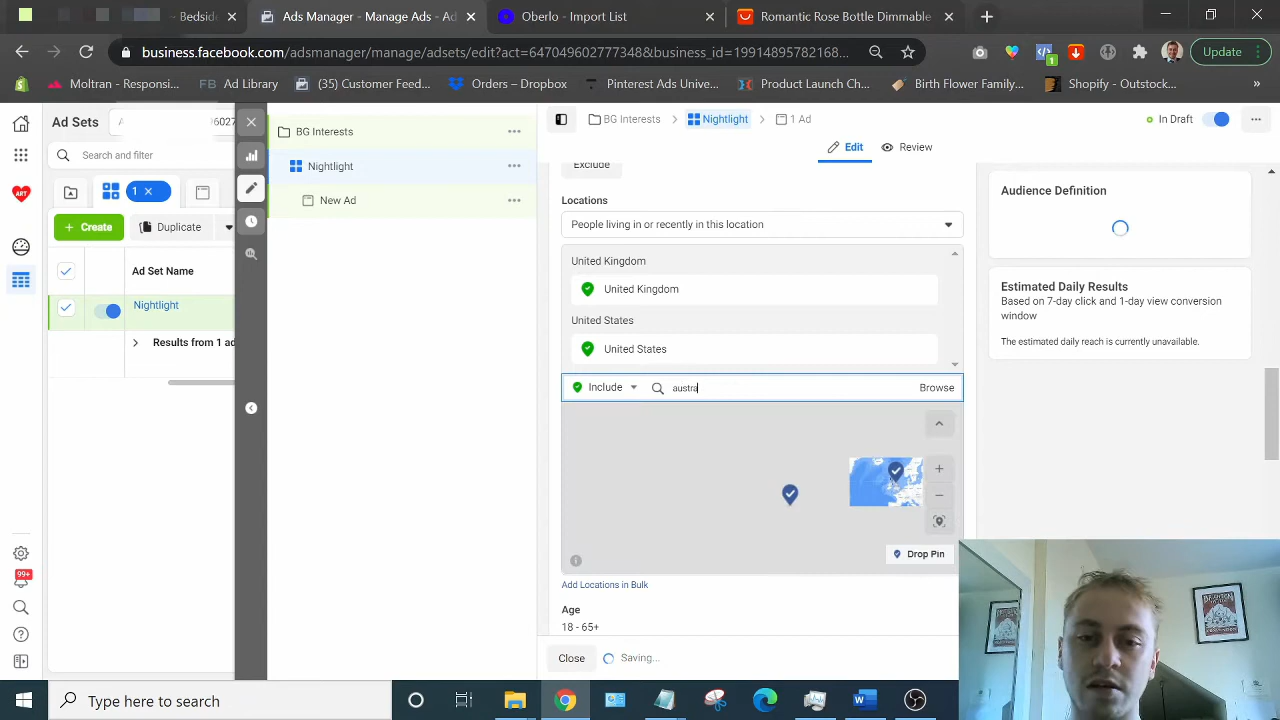 Bedside
Ads Manager - Manage Ads - Ad
Oberlo - Import List
Romantic Rose Bottle Dimmable
business.facebook.com/adsmanager/manage/adsets/edit?act=647049602777348&business_id=19914895782168...
Update
Moltran - Responsi...
FB Ad Library
(35) Customer Feed...
Orders – Dropbox
Pinterest Ads Unive...
Product Launch Ch...
Birth Flower Family...
Shopify - Outstock...
Ad Sets
6027
BG Interests
BG Interests
Nightlight
1 Ad
In Draft
Search and filter
Edit
Review
Nightlight
1
New Ad
Create
Duplicate
Exclude
Locations
People living in or recently in this location
Audience Definition
Ad Set Name
United Kingdom
United Kingdom
Estimated Daily Results
Based on 7-day click and 1-day view conversion
window
The estimated daily reach is currently unavailable.
Nightlight
United States
Results from 1 ad
United States
Include
austra
Browse
Drop Pin
Add Locations in Bulk
Age
18 - 65+
Close
Saving...
99+
Type here to search